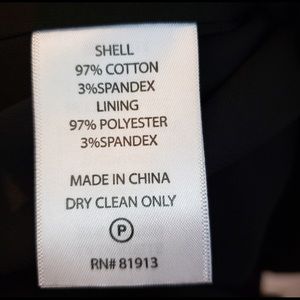 SHELL
97% COTTON
3%SPANDEX
LINING
97% POLYESTER
3%SPANDEX
MADE IN CHINA
DRY CLEAN ONLY
P
RN# 81913